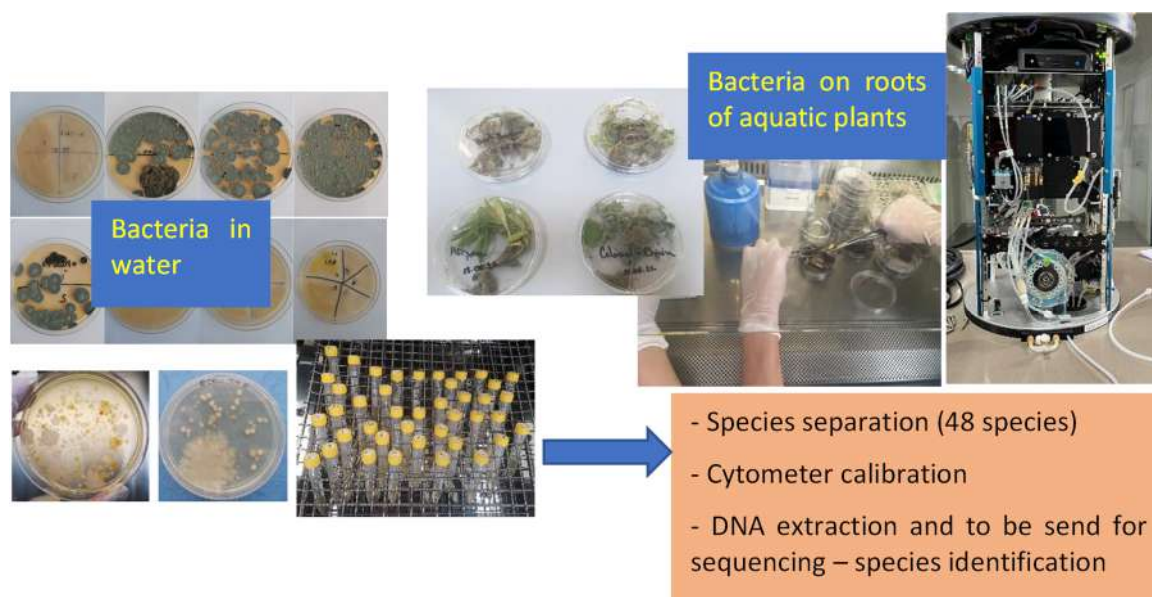 Bacteria in
water
Bacteria on roots
of aquatic plants
- Species separation (48 species)
- Cytometer calibration
- DNA extraction and to be send for
sequencing – species identification